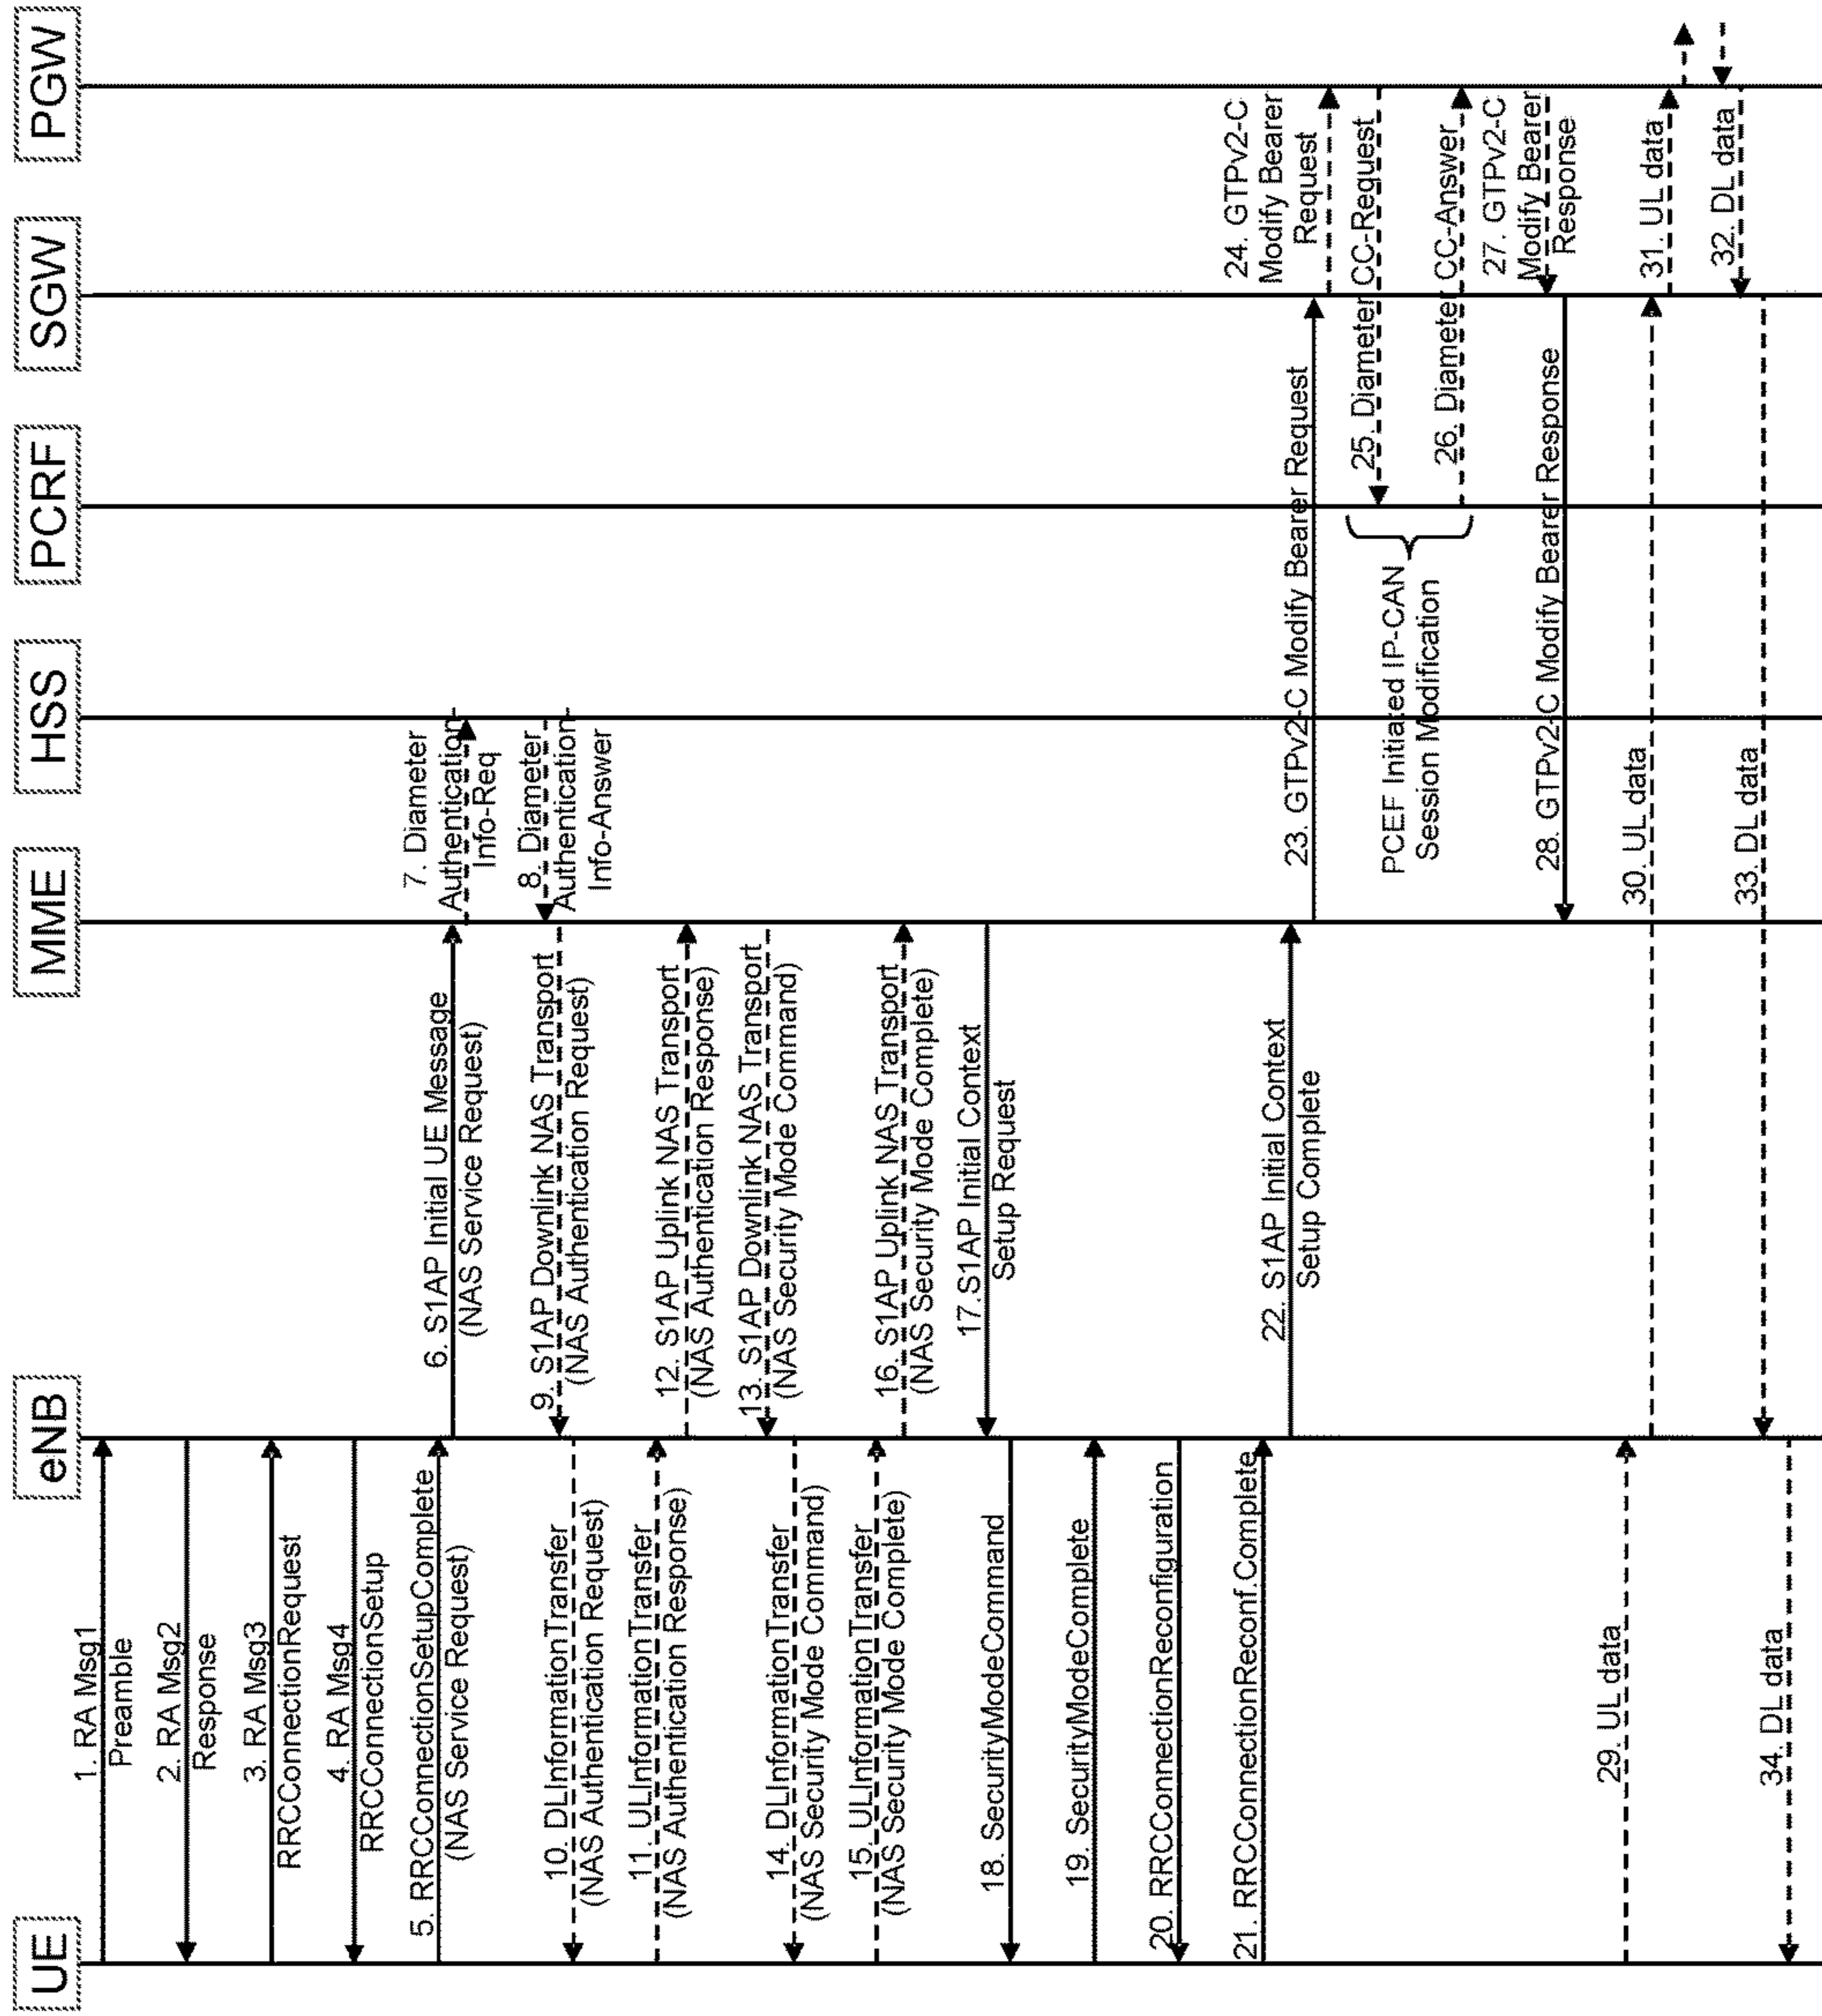 UE
eNB
MME
HSS
PCRF
SGW
PGW
1. RA Msg1
Preamble
2. RA Msg2
Response
3. RA Msg3
RRCConnectionRequest
4. RA Msg4
RRCConnectionSetup
5. RRCConnectionSetupComplete
(NAS Service Request)
6. S1AP Initial UE Message
(NAS Service Request)
7. Diameter
Authentication
Info-Req
8. Diameter
Authentication
Info-Answer
9. S1AP Downlink NAS Transport
(NAS Authentication Request)
10. DLInformationTransfer
(NAS Authentication Request)
11. ULInformationTransfer
(NAS Authentication Response)
12. S1AP Uplink NAS Transport
(NAS Authentication Response)
13. S1AP Downlink NAS Transport
(NAS Security Mode Command)
14. DLInformationTransfer
(NAS Security Mode Command)
15. ULInformationTransfer
(NAS Security Mode Complete)
16. S1AP Uplink NAS Transport
(NAS Security Mode Complete)
17.S1AP Initial Context
Setup Request
18. SecurityModeCommand
19. SecurityModeComplete
20. RRCConnectionReconfiguration
21. RRCConnectionReconf.Complete
22. S1AP Initial Context
Setup Complete
23. GTPv2-C Modify Bearer Request
24. GTPv2-C
Modify Bearer
Request
25. Diameter CC-Request
26. Diameter CC-Answer
PCEF Initiated IP-CAN
Session Modification
27. GTPv2-C
Modify Bearer
Response
28. GTPv2-C Modify Bearer Response
29. UL data
30. UL data
31. UL data
32. DL data
33. DL data
34. DL data